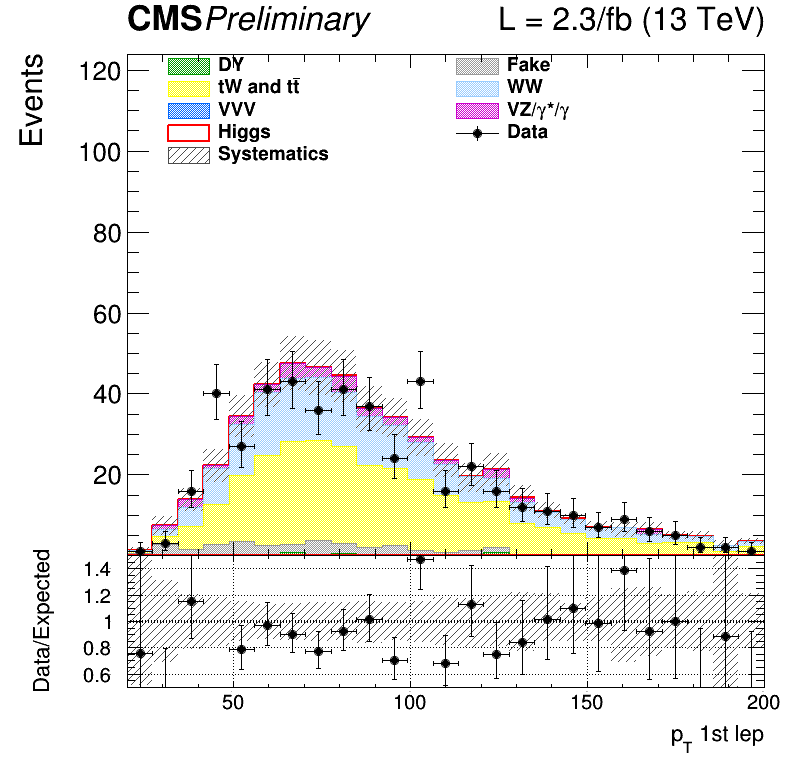 CMS Preliminary L = 2.3/fb (13 TeV)
Events
120
100
80
60
40
20
DY
tW and tt̄
VVV
Higgs
Systematics
Fake
WW
VZ/γ*/γ
Data
Data/Expected
1.4
1.2
1
0.8
0.6
50 100 150 200
p_T 1st lep